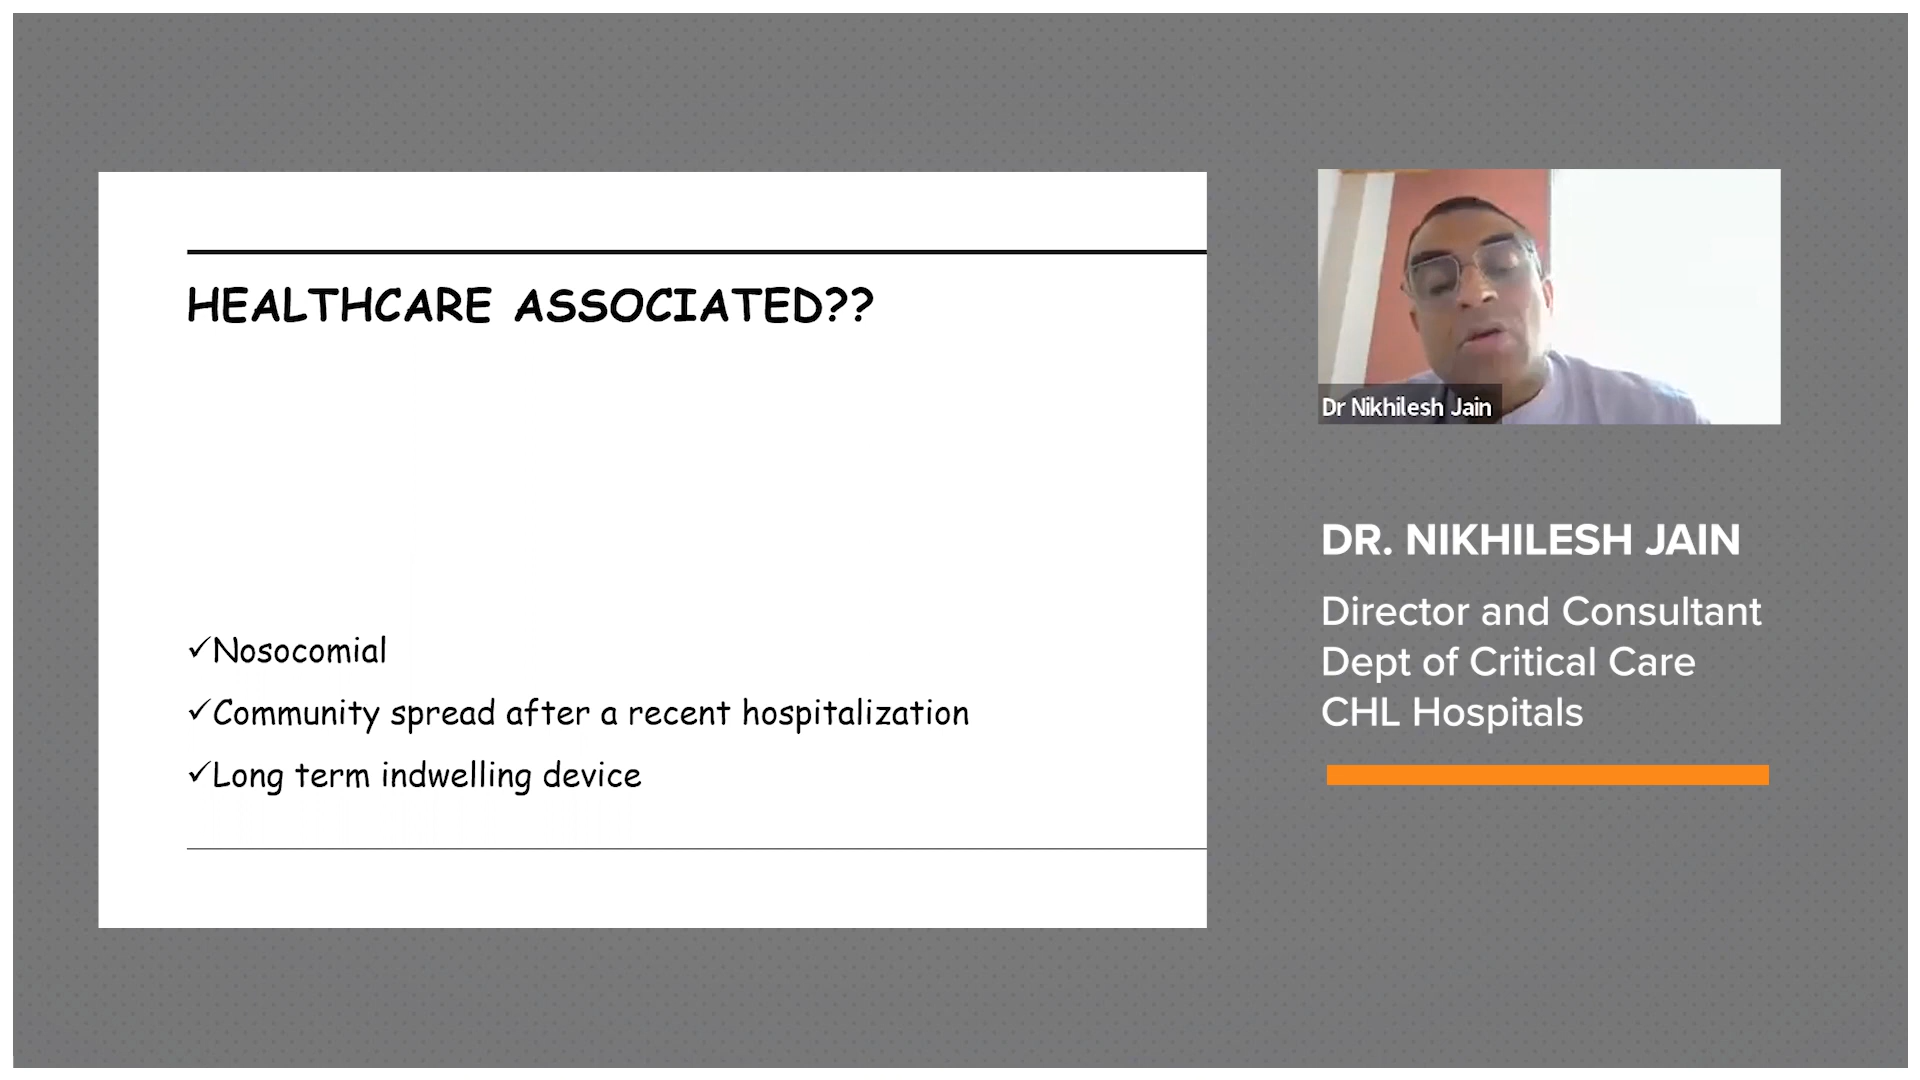 HEALTHCARE ASSOCIATED??
✓Nosocomial
✓Community spread after a recent hospitalization
✓Long term indwelling device
Dr Nikhilesh Jain
DR. NIKHILESH JAIN
Director and Consultant
Dept of Critical Care
CHL Hospitals